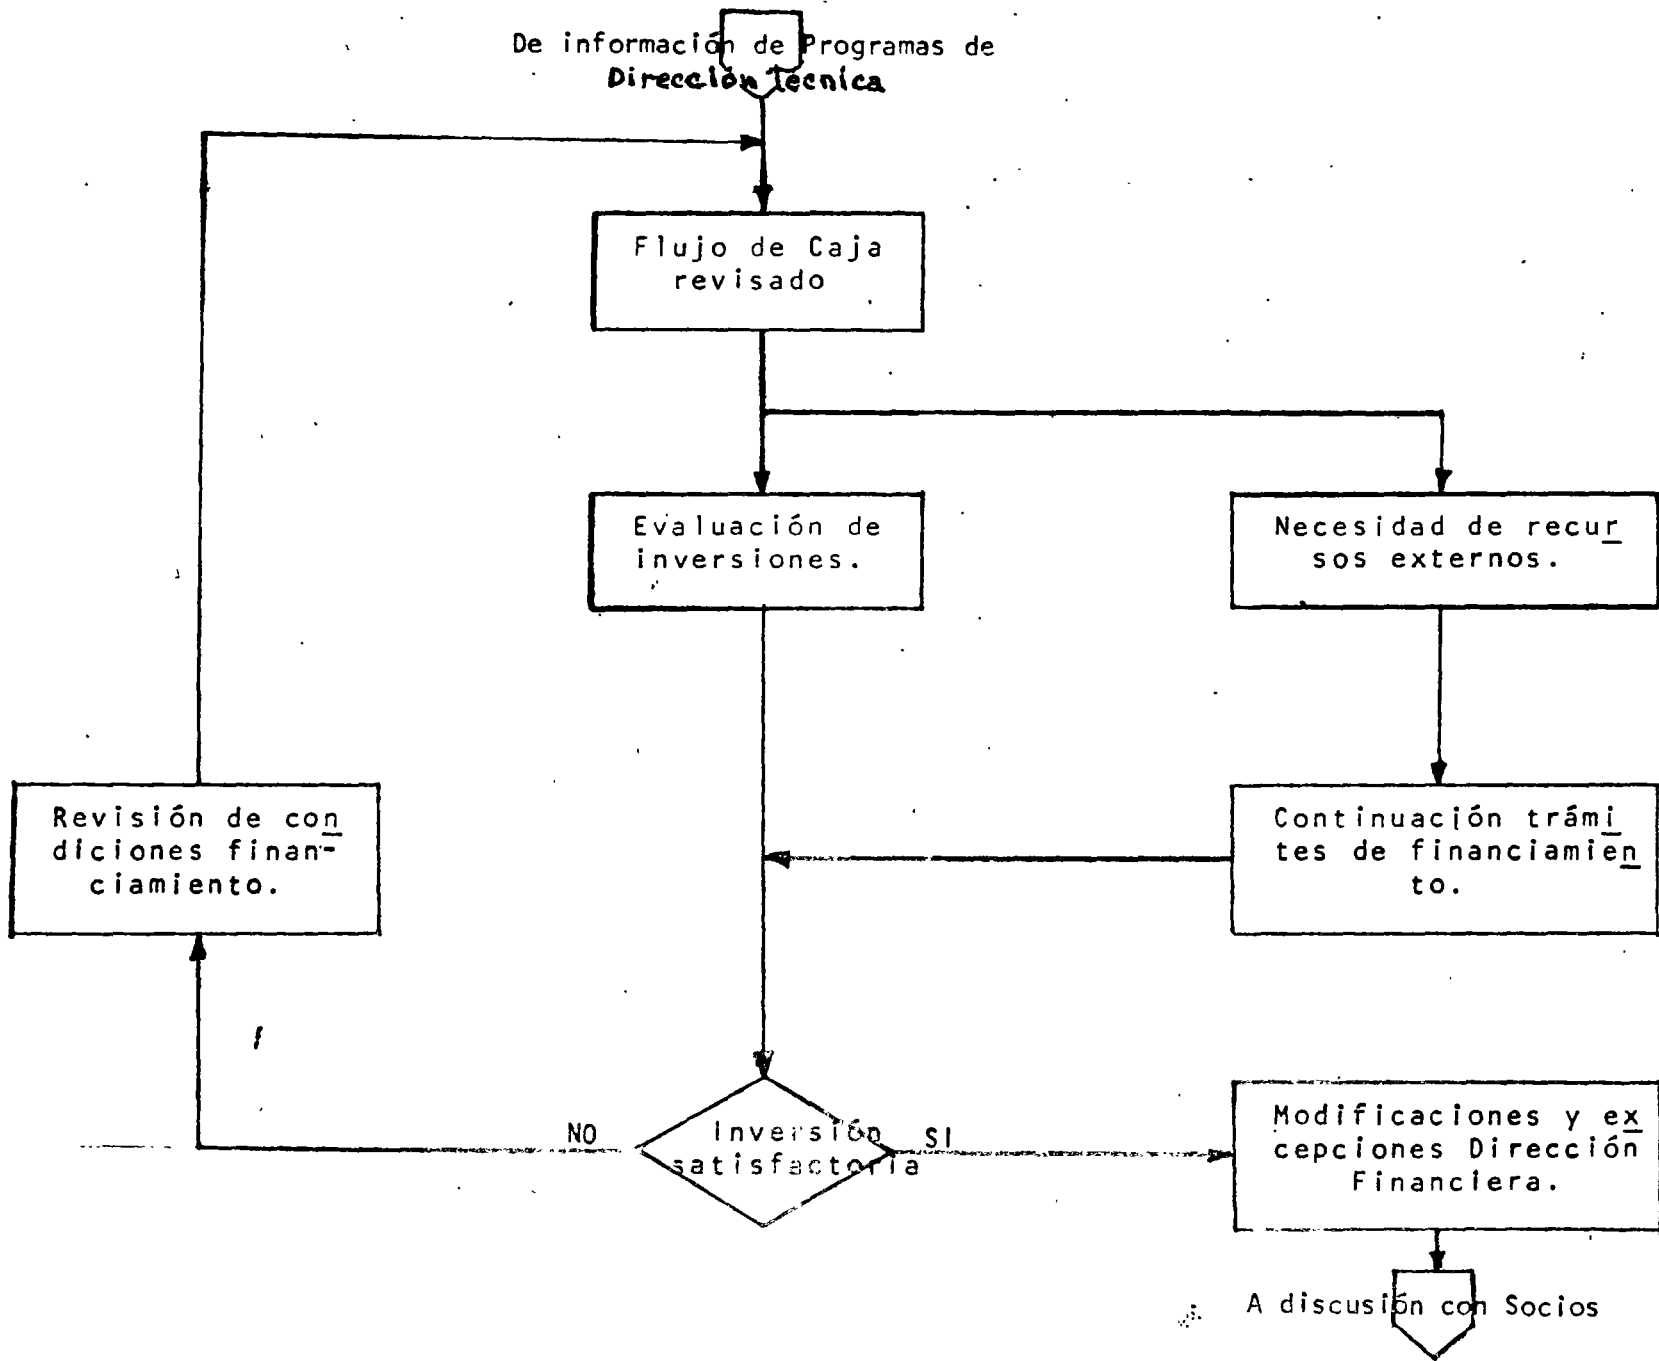 De información de Programas de
Dirección Técnica
Flujo de Caja
revisado
Evaluación de
inversiones.
Necesidad de recur
sos externos.
Revisión de con
diciones finan-
ciamiento.
Continuación trámi
tes de financiamien
to.
NO
Inversión
satisfactoria
SI
Modificaciones y ex
cepciones Dirección
Financiera.
A discusión con Socios